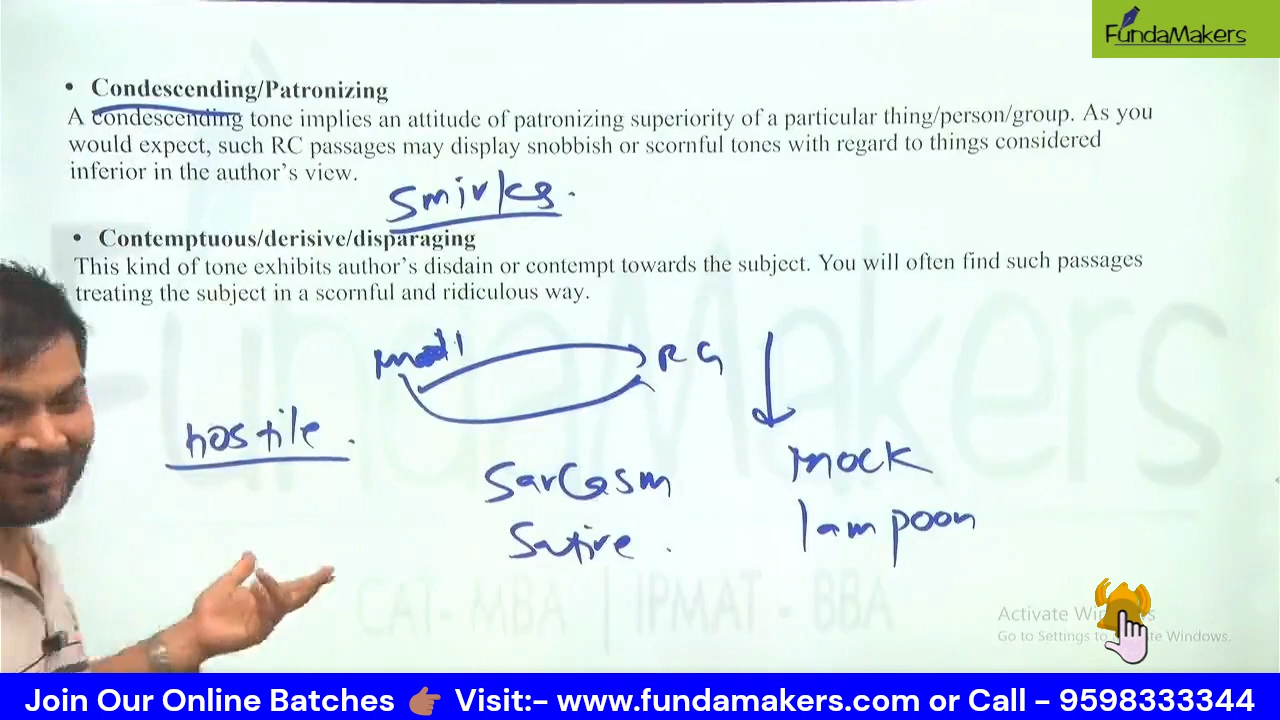 FundaMakers
• Condescending/Patronizing
A condescending tone implies an attitude of patronizing superiority of a particular thing/person/group. As you
would expect, such RC passages may display snobbish or scornful tones with regard to things considered
inferior in the author's view.
Smirks.
• Contemptuous/derisive/disparaging
This kind of tone exhibits author's disdain or contempt towards the subject. You will often find such passages
treating the subject in a scornful and ridiculous way.
RG
hostile.
mock
Sarcasm
lampoon
Satire.
FundaMakers
CAT - MBA | IPMAT - BBA
Activate Windows
Go to Settings to activate Windows.
Join Our Online Batches Visit:- www.fundamakers.com or Call - 9598333344